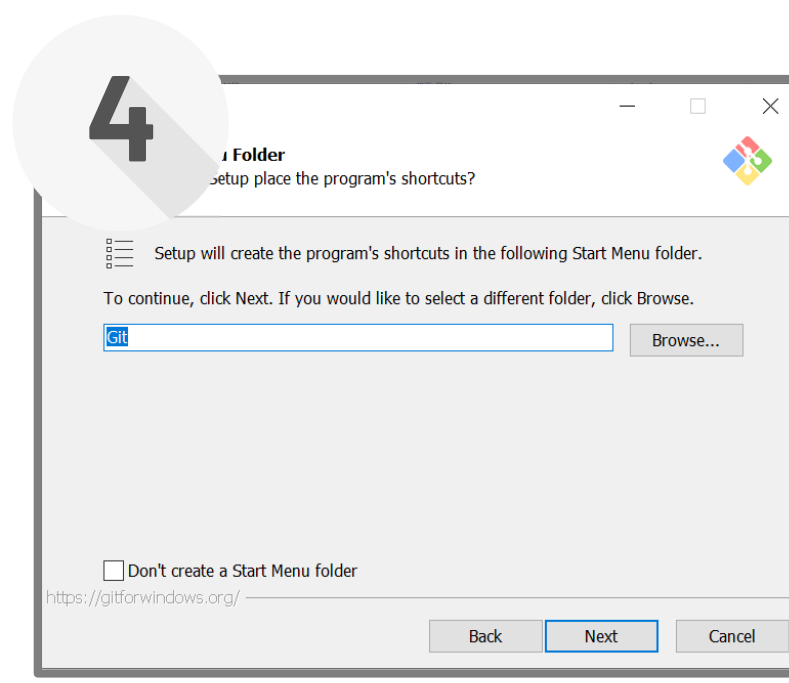 4
Folder
Setup place the program's shortcuts?
Setup will create the program's shortcuts in the following Start Menu folder.
To continue, click Next. If you would like to select a different folder, click Browse.
Git
Browse...
Don't create a Start Menu folder
https://gitforwindows.org/
Back
Next
Cancel